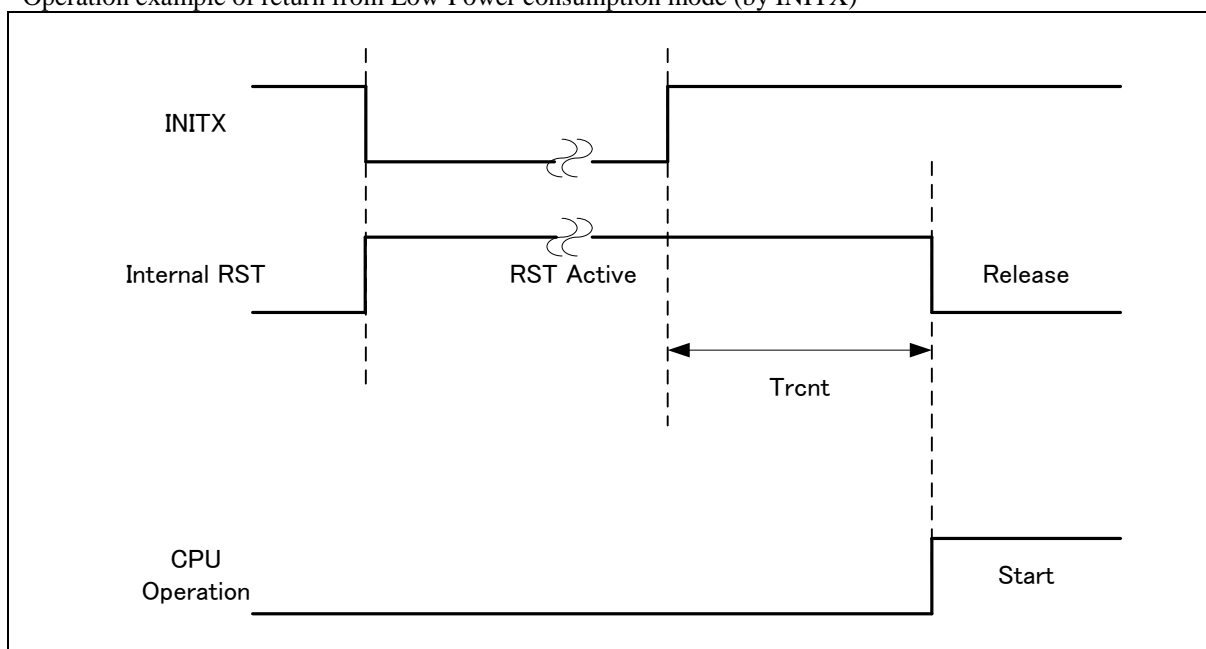 Operation example of return from Low Power consumption mode (by INITX)
INITX
Internal RST
RST Active
Release
Trcnt
CPU
Operation
Start